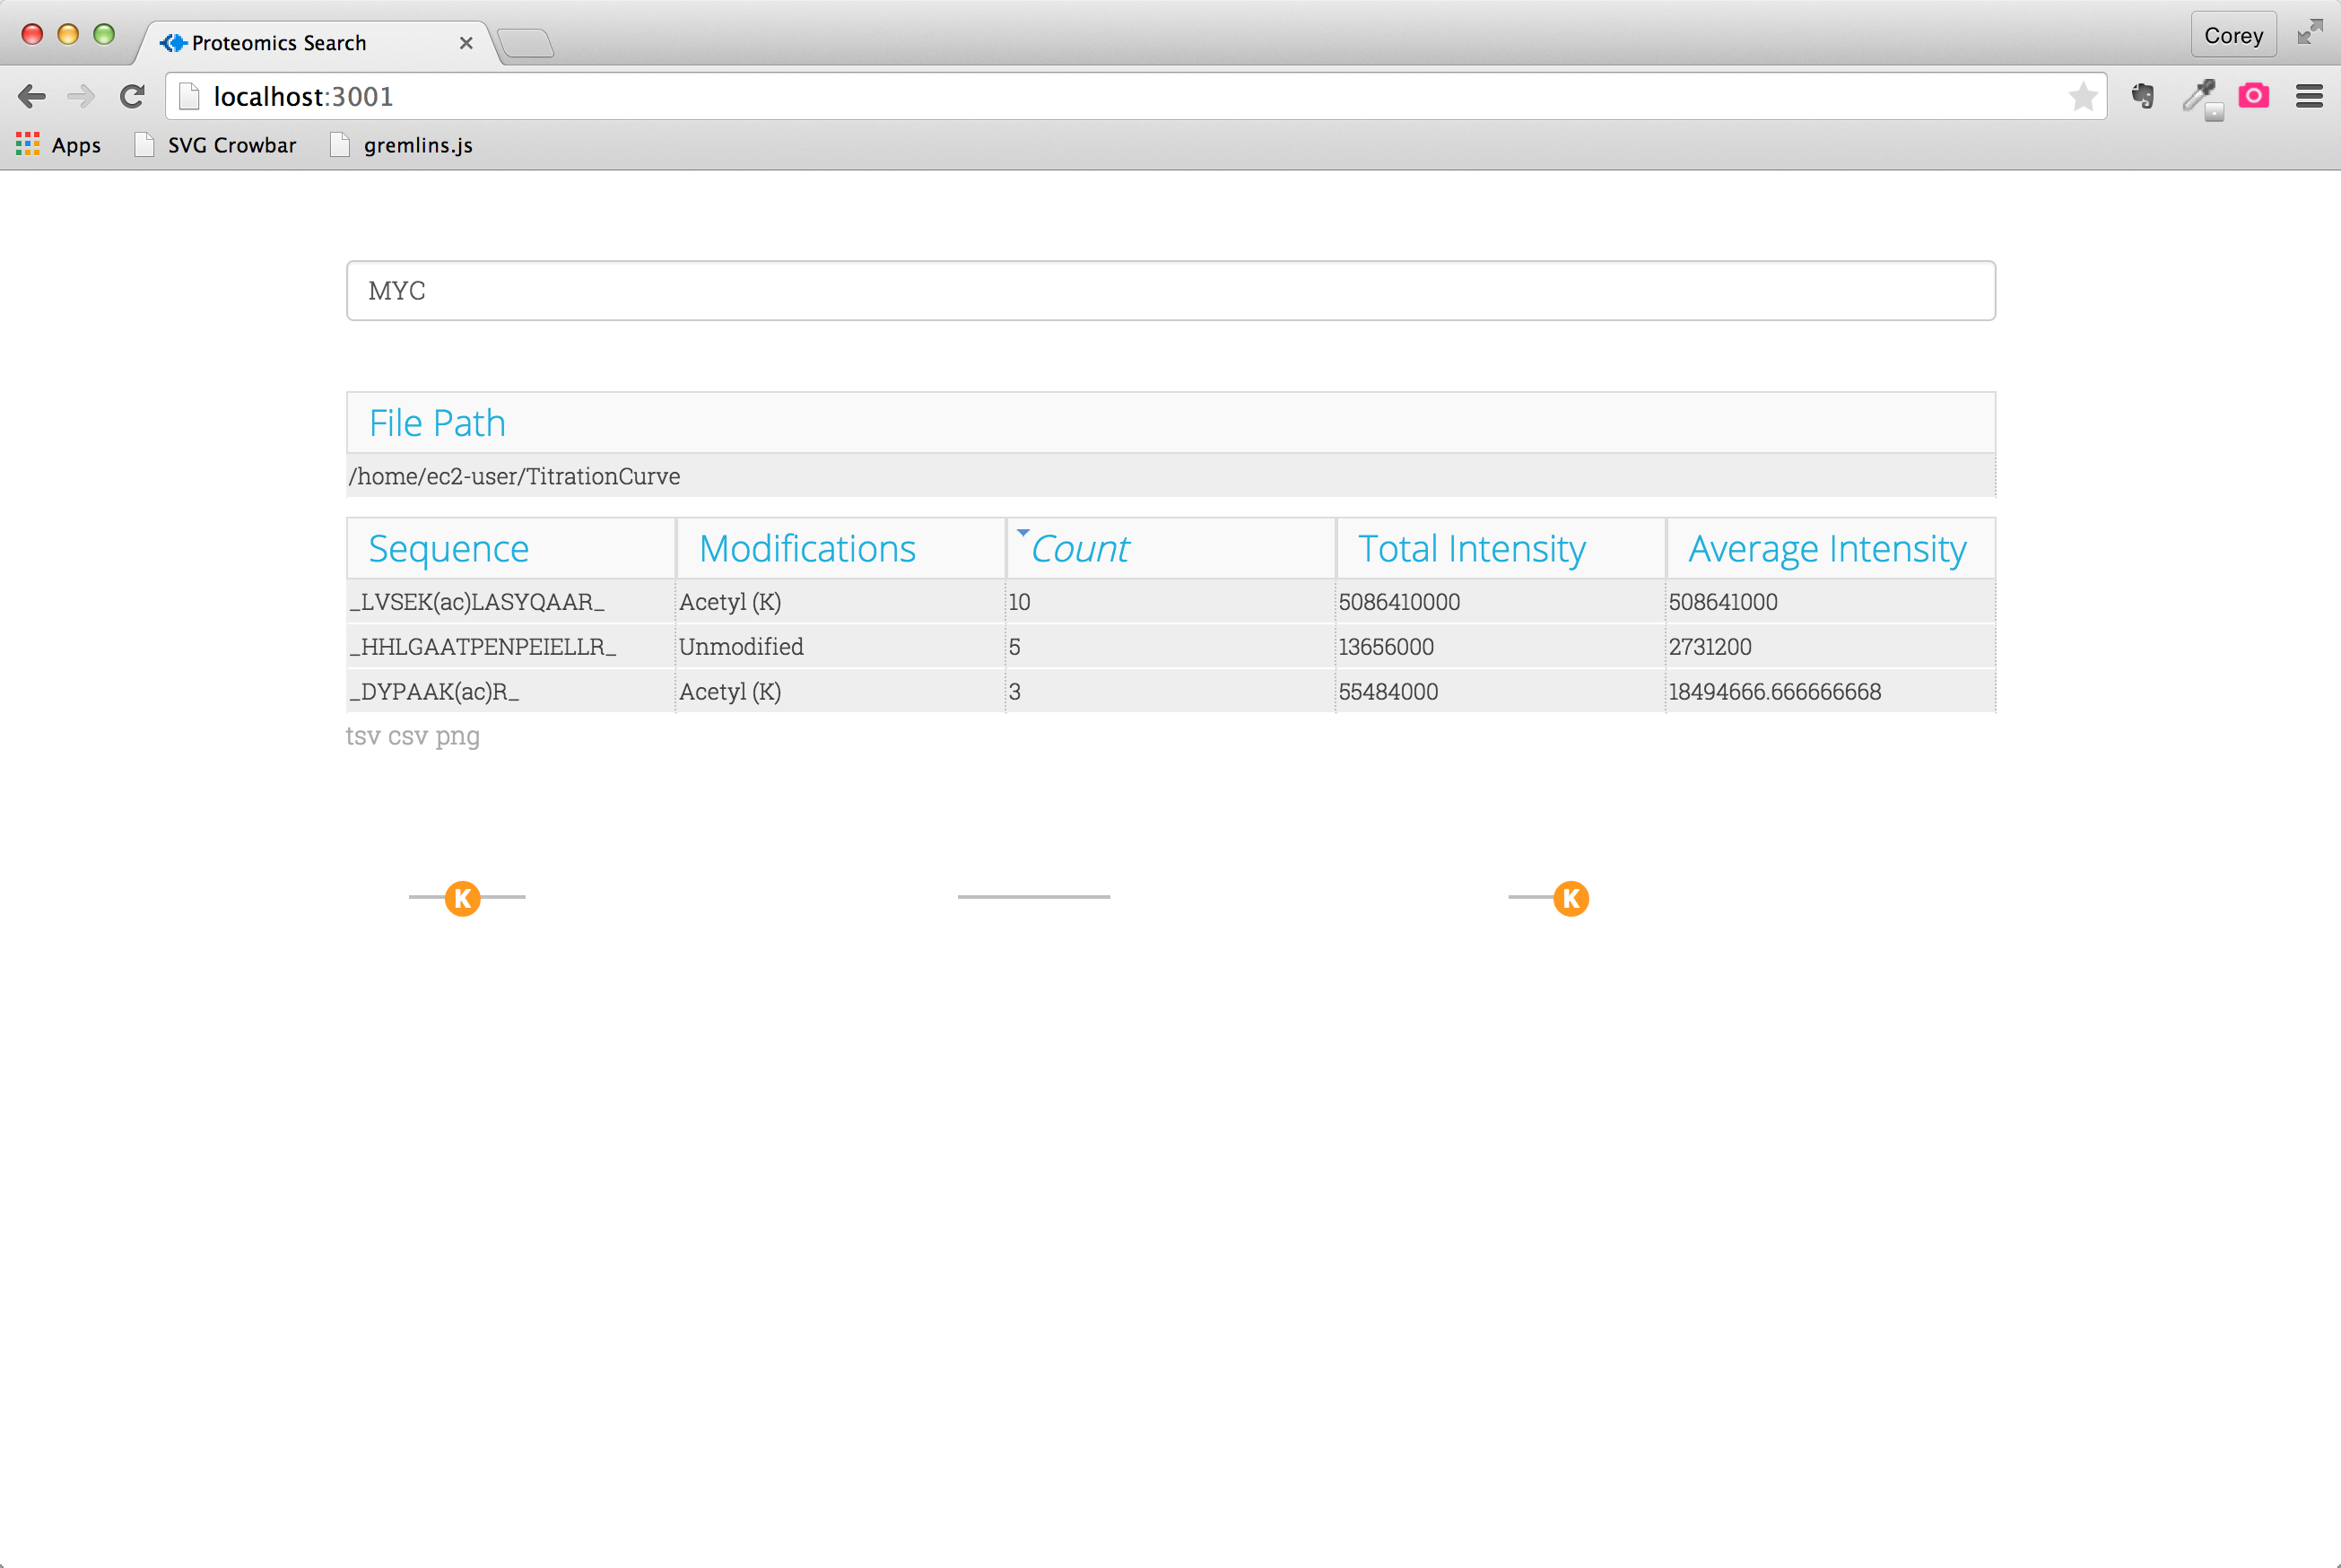 Proteomics Search
Corey
localhost:3001
Apps SVG Crowbar gremlins.js
MYC
File Path
/home/ec2-user/TitrationCurve
Sequence Modifications Count Total Intensity Average Intensity
_LVSEK(ac)LASYQAAR_ Acetyl (K) 10 5086410000 508641000
_HHLGAATPENPEIELLR_ Unmodified 5 13656000 2731200
_DYPAAK(ac)R_ Acetyl (K) 3 55484000 18494666.666666668
tsv csv png
K K